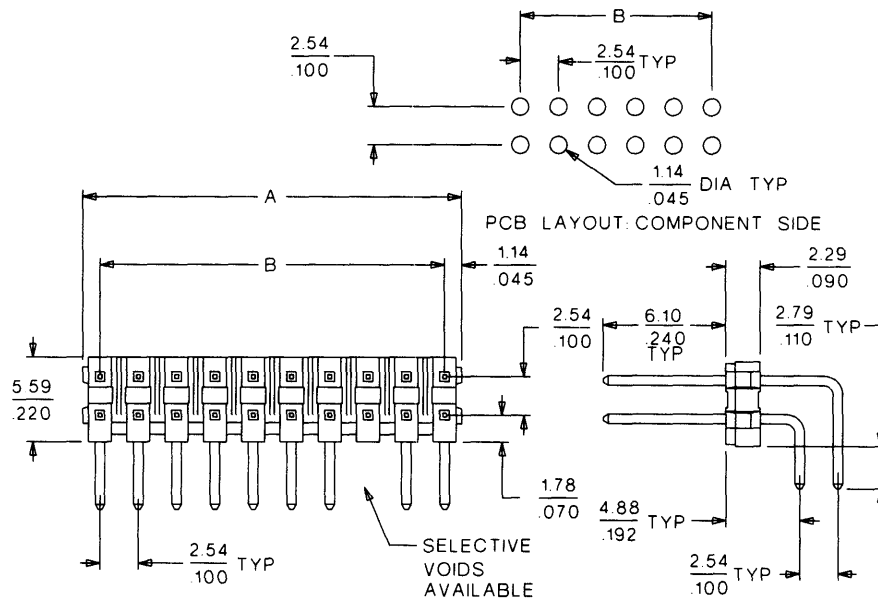 B
2.54
.100
2.54
.100 TYP
1.14
.045 DIA TYP
PCB LAYOUT: COMPONENT SIDE
A
B
1.14
.045
2.29
.090
2.54
.100
6.10
.240
TYP
2.79
.110 TYP
5.59
.220
1.78
.070
4.88
.192 TYP
2.54
.100 TYP
SELECTIVE
VOIDS
AVAILABLE
2.54
.100 TYP